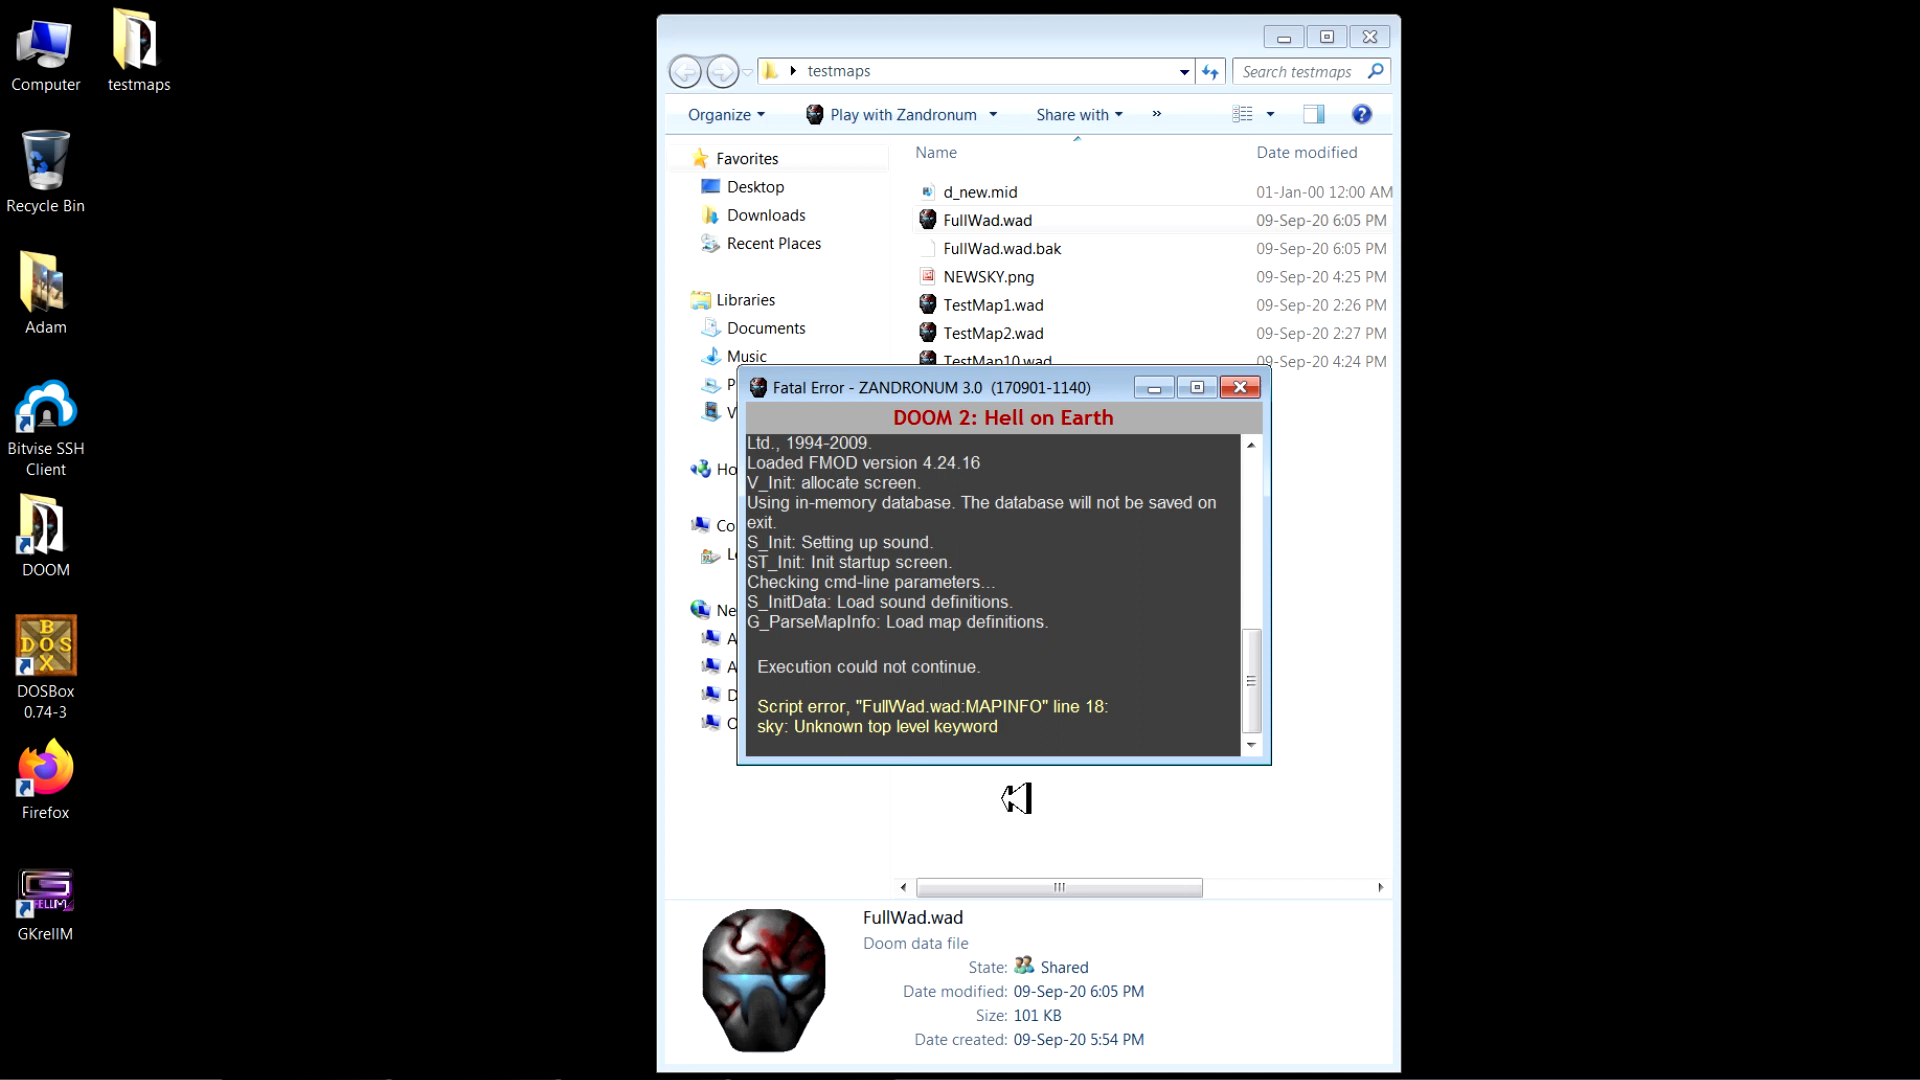 Computer
testmaps
Recycle Bin
Adam
Bitvise SSH
Client
DOOM
DOSBox
0.74-3
Firefox
GKrellM
testmaps
Search testmaps
Organize
Play with Zandronum
Share with
»
Favorites
Desktop
Downloads
Recent Places
Libraries
Documents
Music
Name
Date modified
d_new.mid 01-Jan-00 12:00 AM
FullWad.wad 09-Sep-20 6:05 PM
FullWad.wad.bak 09-Sep-20 6:05 PM
NEWSKY.png 09-Sep-20 4:25 PM
TestMap1.wad 09-Sep-20 2:26 PM
TestMap2.wad 09-Sep-20 2:27 PM
TestMap10.wad 09-Sep-20 4:24 PM
Fatal Error - ZANDRONUM 3.0 (170901-1140)
DOOM 2: Hell on Earth
Ltd., 1994-2009.
Loaded FMOD version 4.24.16
V_Init: allocate screen.
Using in-memory database. The database will not be saved on
exit.
S_Init: Setting up sound.
ST_Init: Init startup screen.
Checking cmd-line parameters...
S_InitData: Load sound definitions.
G_ParseMapInfo: Load map definitions.
Execution could not continue.
Script error, "FullWad.wad:MAPINFO" line 18:
sky: Unknown top level keyword
FullWad.wad
Doom data file
State: Shared
Date modified: 09-Sep-20 6:05 PM
Size: 101 KB
Date created: 09-Sep-20 5:54 PM